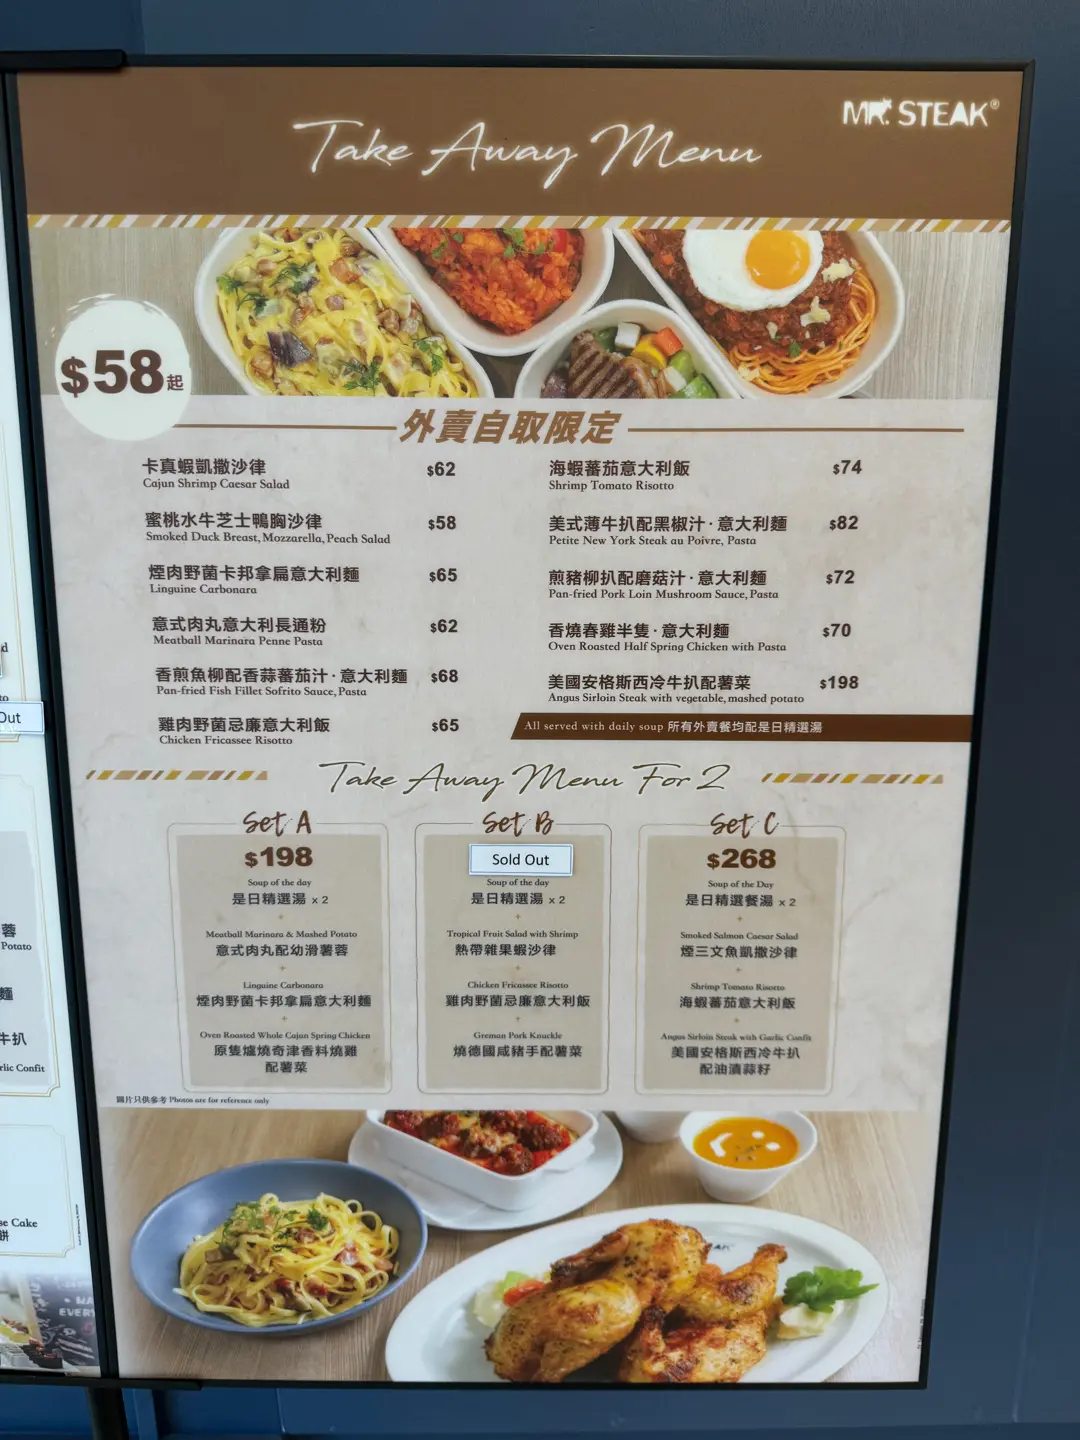 MR. STEAK®
Take Away Menu
$58起
外賣自取限定
卡真蝦凱撒沙律 $62
Cajun Shrimp Caesar Salad
蜜桃水牛芝士鴨胸沙律 $58
Smoked Duck Breast, Mozzarella, Peach Salad
煙肉野菌卡邦拿扁意大利麵 $65
Linguine Carbonara
意式肉丸意大利長通粉 $62
Meatball Marinara Penne Pasta
香煎魚柳配香蒜蕃茄汁·意大利麵 $68
Pan-fried Fish Fillet Sofrito Sauce, Pasta
雞肉野菌忌廉意大利飯 $65
Chicken Fricassee Risotto
海蝦蕃茄意大利飯 $74
Shrimp Tomato Risotto
美式薄牛扒配黑椒汁·意大利麵 $82
Petite New York Steak au Poivre, Pasta
煎豬柳扒配磨菇汁·意大利麵 $72
Pan-fried Pork Loin Mushroom Sauce, Pasta
香燒春雞半隻·意大利麵 $70
Oven Roasted Half Spring Chicken with Pasta
美國安格斯西冷牛扒配薯菜 $198
Angus Sirloin Steak with vegetable, mashed potato
All served with daily soup 所有外賣餐均配是日精選湯
Take Away Menu For 2
Set A
$198
Soup of the day
是日精選湯 x 2
+
Meatball Marinara & Mashed Potato
意式肉丸配幼滑薯蓉
+
Linguine Carbonara
煙肉野菌卡邦拿扁意大利麵
+
Oven Roasted Whole Cajun Spring Chicken
原隻爐燒奇津香料燒雞
配薯菜
Set B
Sold Out
Soup of the day
是日精選湯 x 2
+
Tropical Fruit Salad with Shrimp
熱帶雜果蝦沙律
+
Chicken Fricassee Risotto
雞肉野菌忌廉意大利飯
+
Greman Pork Knuckle
燒德國咸豬手配薯菜
Set C
$268
Soup of the Day
是日精選餐湯 x 2
+
Smoked Salmon Caesar Salad
煙三文魚凱撒沙律
+
Shrimp Tomato Risotto
海蝦蕃茄意大利飯
+
Angus Sirloin Steak with Garlic Confit
美國安格斯西冷牛扒
配油漬蒜籽
圖片只供參考 Photos are for reference only
Out
蓉
Potato
麵
牛扒
rlic Confit
se Cake
餅
EVERY